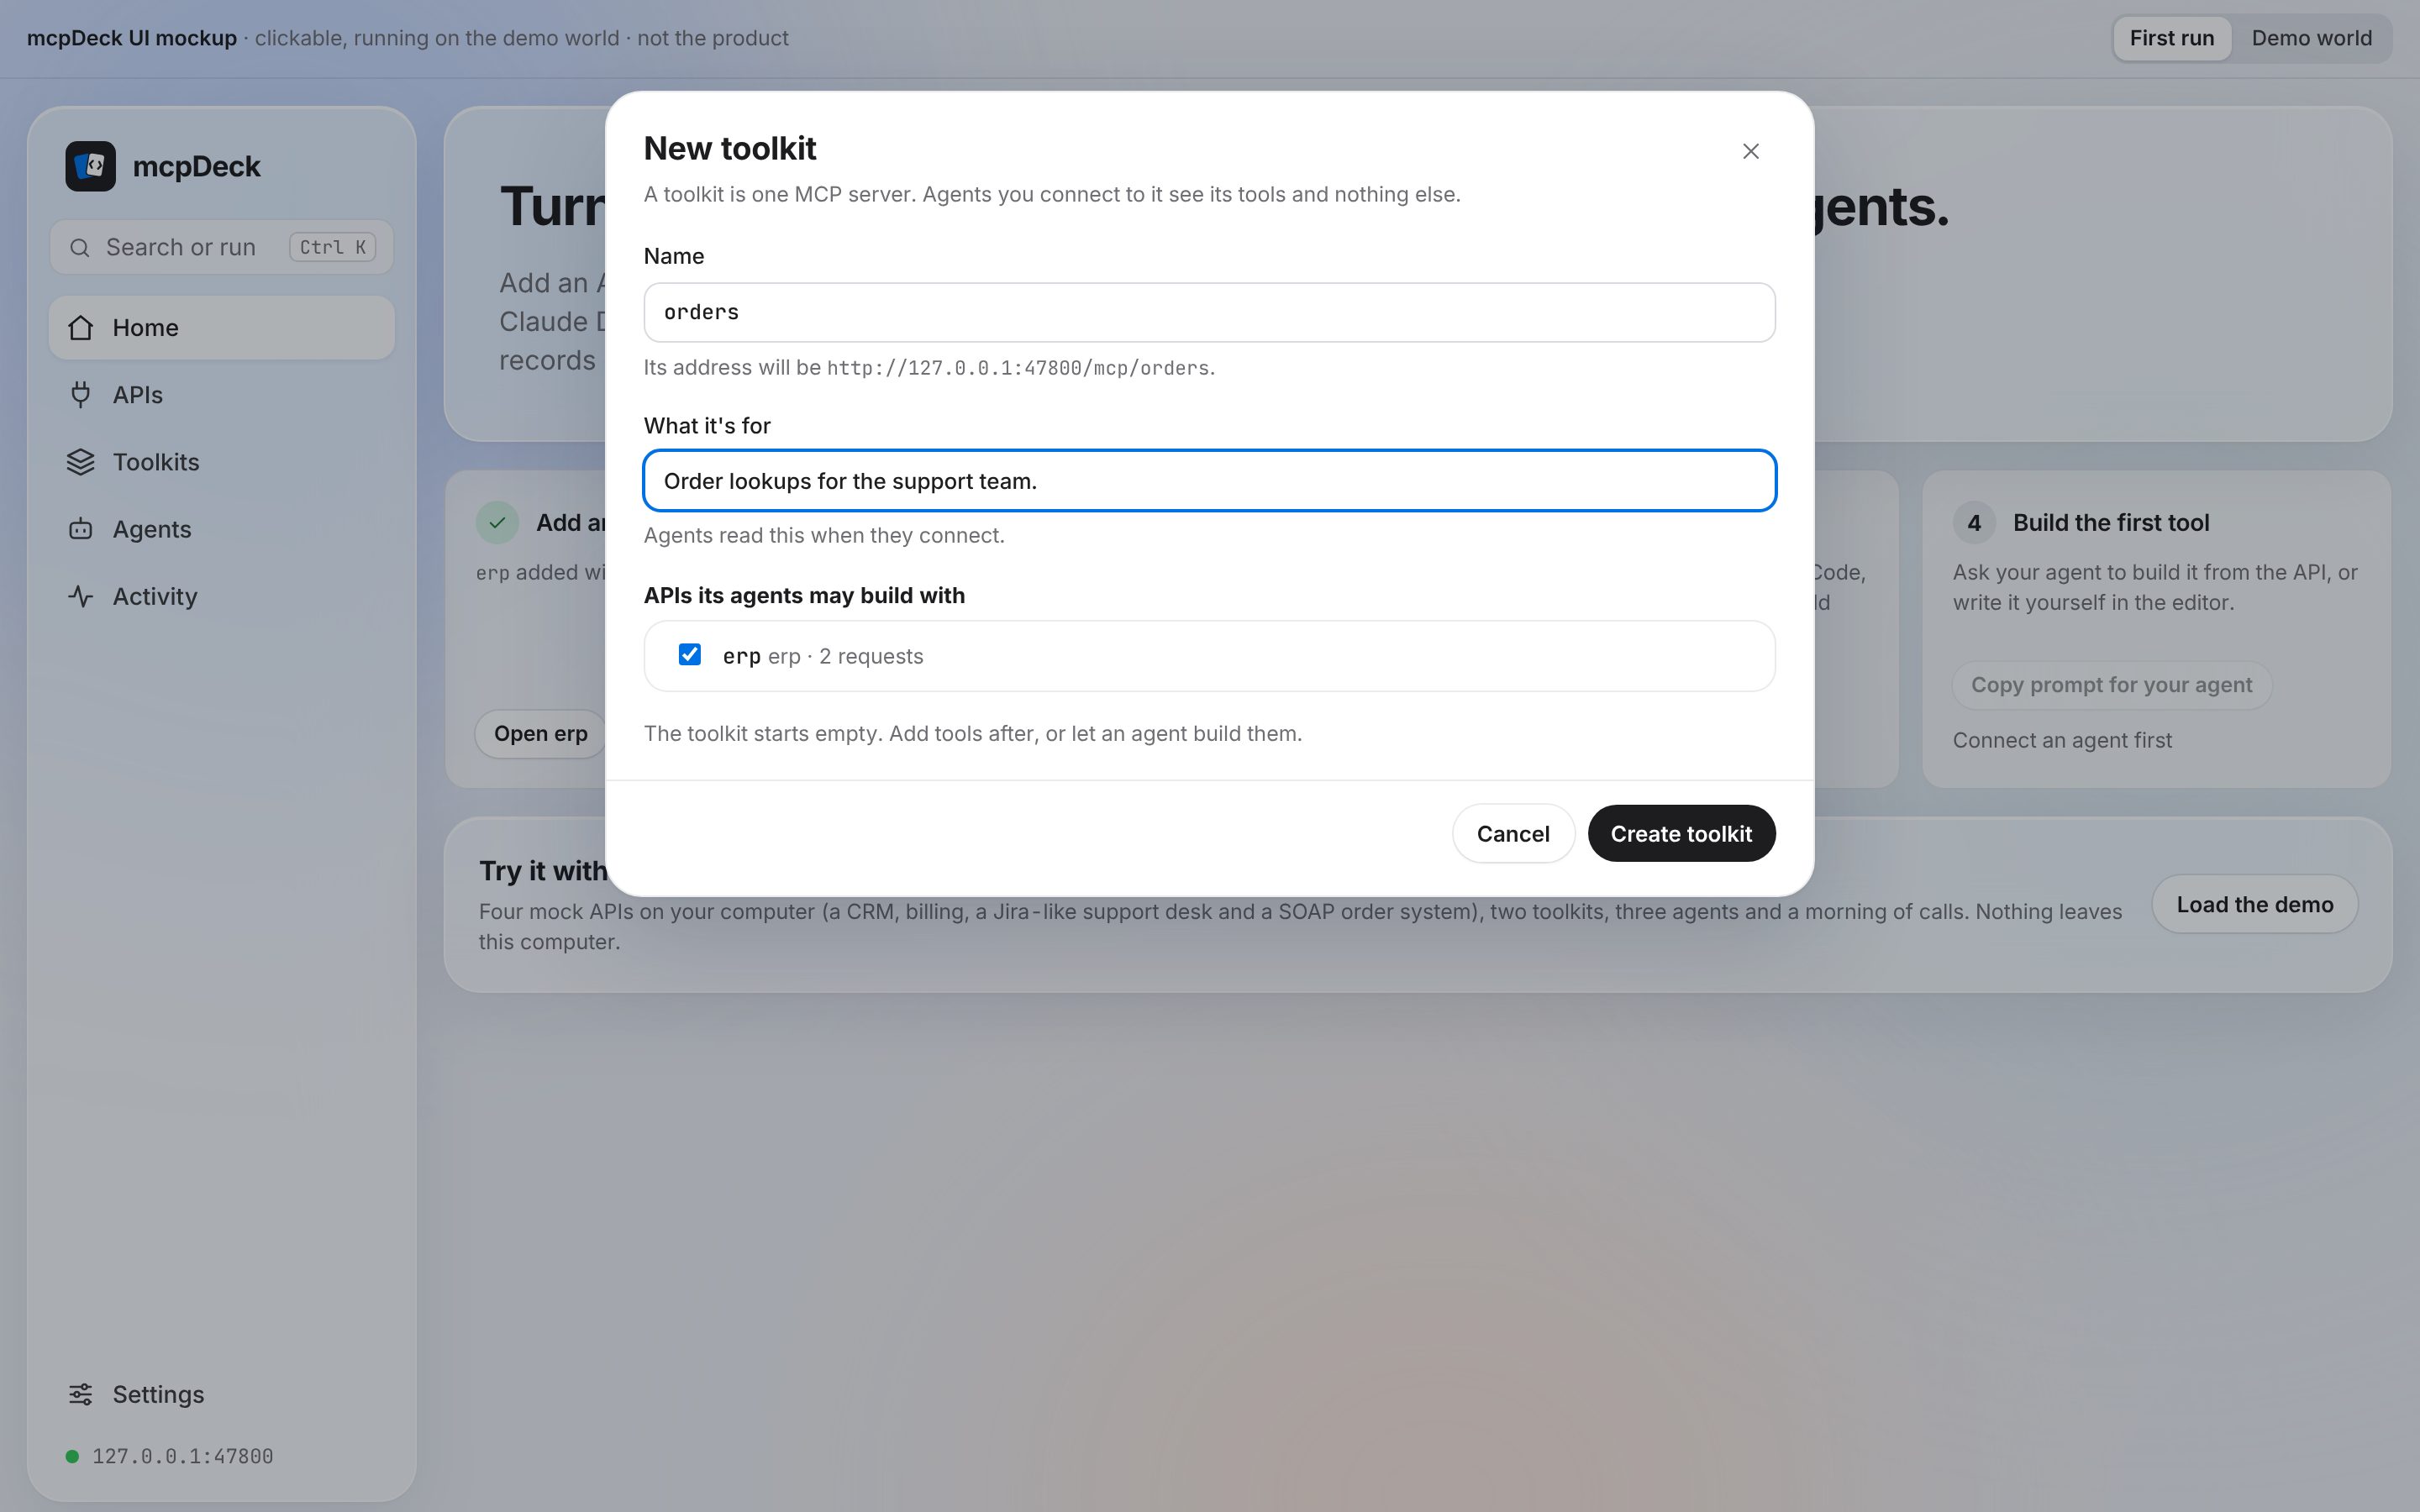 mcpDeck UI mockup · clickable, running on the demo world · not the product
First run
Demo world
mcpDeck
Search or run
Ctrl K
Home
APIs
Toolkits
Agents
Activity
Settings
127.0.0.1:47800
Add an
Claude
records
New toolkit
A toolkit is one MCP server. Agents you connect to it see its tools and nothing else.
Name
orders
Its address will be http://127.0.0.1:47800/mcp/orders.
What it's for
Order lookups for the support team.
Agents read this when they connect.
APIs its agents may build with
erp erp · 2 requests
The toolkit starts empty. Add tools after, or let an agent build them.
Cancel
Create toolkit
erp added
Open erp
Code,
4
Build the first tool
Ask your agent to build it from the API, or
write it yourself in the editor.
Copy prompt for your agent
Connect an agent first
Try it with
Four mock APIs on your computer (a CRM, billing, a Jira-like support desk and a SOAP order system), two toolkits, three agents and a morning of calls. Nothing leaves
this computer.
Load the demo